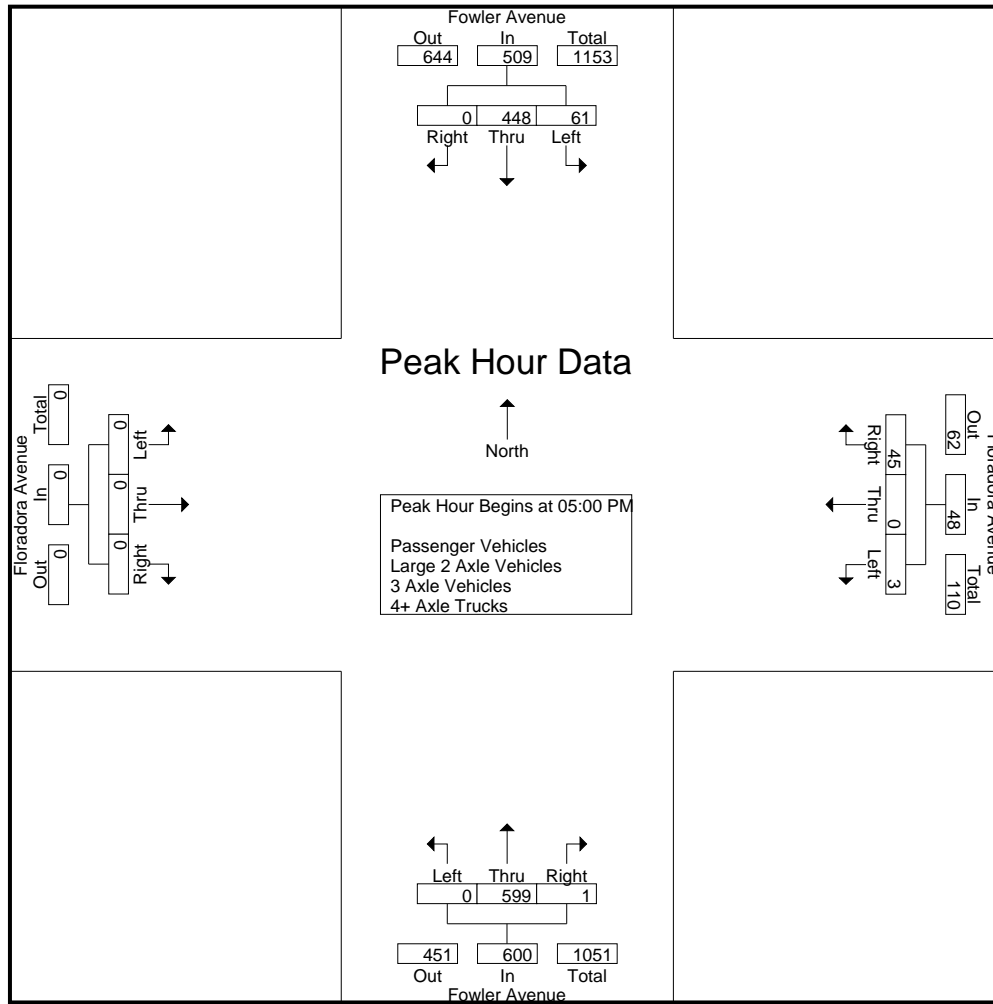 Fowler Avenue
Out In Total
644 509 1153
0 448 61
Right Thru Left
Peak Hour Data
North
Peak Hour Begins at 05:00 PM
Passenger Vehicles
Large 2 Axle Vehicles
3 Axle Vehicles
4+ Axle Trucks
Floradora Avenue
Total In Out
0 0 0
0 0 0
Left Thru Right
Right Thru Left
45 0 3
62 48 110
Out In Total
Floradora Avenue
Left Thru Right
0 599 1
451 600 1051
Out In Total
Fowler Avenue